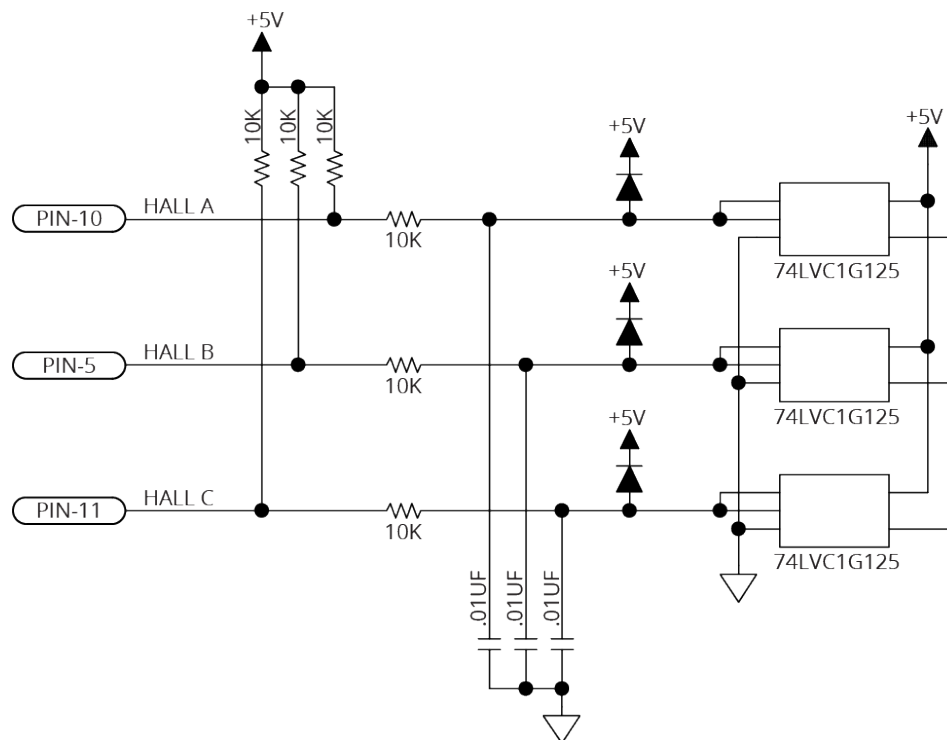 +5V
10K
10K
10K
+5V
+5V
PIN-10
HALL A
10K
74LVC1G125
+5V
PIN-5
HALL B
10K
74LVC1G125
+5V
PIN-11
HALL C
10K
74LVC1G125
.01UF
.01UF
.01UF